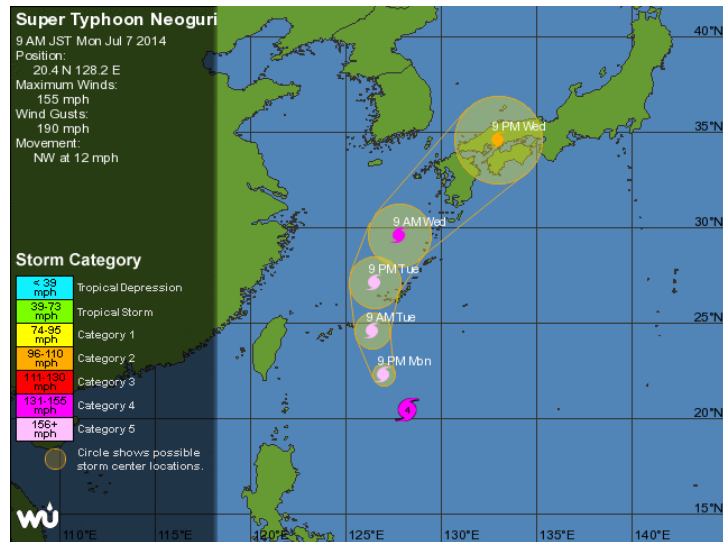 Super Typhoon Neoguri
9 AM JST Mon Jul 7 2014
Position:
20.4 N 128.2 E
Maximum Winds:
155 mph
Wind Gusts:
190 mph
Movement:
NW at 12 mph
40°N
35°N
30°N
25°N
20°N
15°N
9 PM Wed
9 AM Wed
9 PM Tue
9 AM Tue
9 PM Mon
4
Storm Category
< 39 mph Tropical Depression
39-73 mph Tropical Storm
74-95 mph Category 1
96-110 mph Category 2
111-130 mph Category 3
131-155 mph Category 4
156+ mph Category 5
Circle shows possible
storm center locations.
wu
110°E 115°E 120°E 125°E 130°E 135°E 140°E